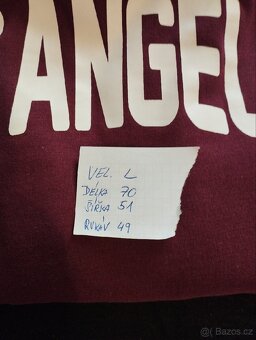 ANGEL
VEL. L
DÉLKA 70
ŠÍŘKA 51
RUKÁV 49
Bazos.cz